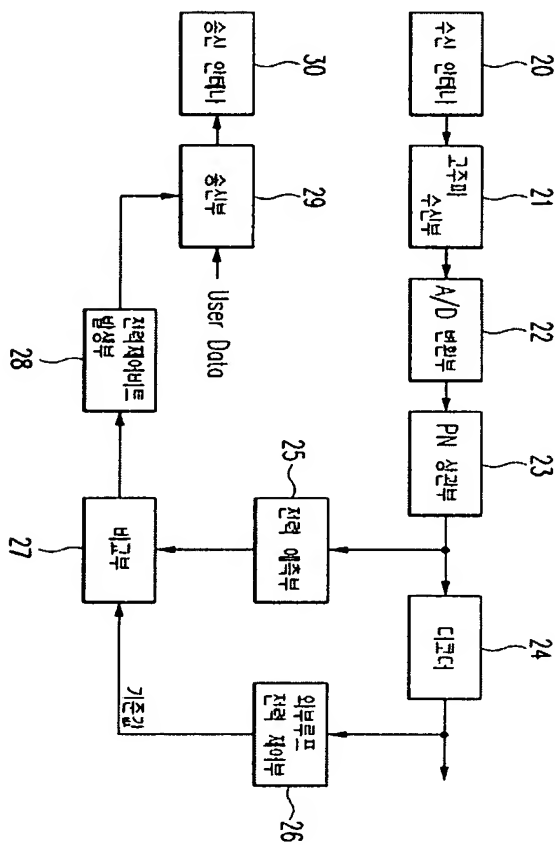 20
수신 안테나
21
고주파
수신부
22
A/D 변환부
23
PN 상관부
24
디코더
25
전력 예측부
26
외부루프
전력 제어부
기준값
27
비교부
28
전력제어비트
발생부
29
송신부
User Data
30
송신 안테나